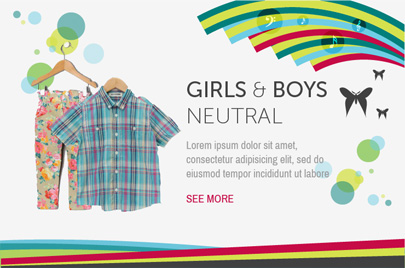 GIRLS & BOYS
NEUTRAL
Lorem ipsum dolor sit amet,
consectetur adipisicing elit, sed do
eiusmod tempor incididunt ut labore
SEE MORE